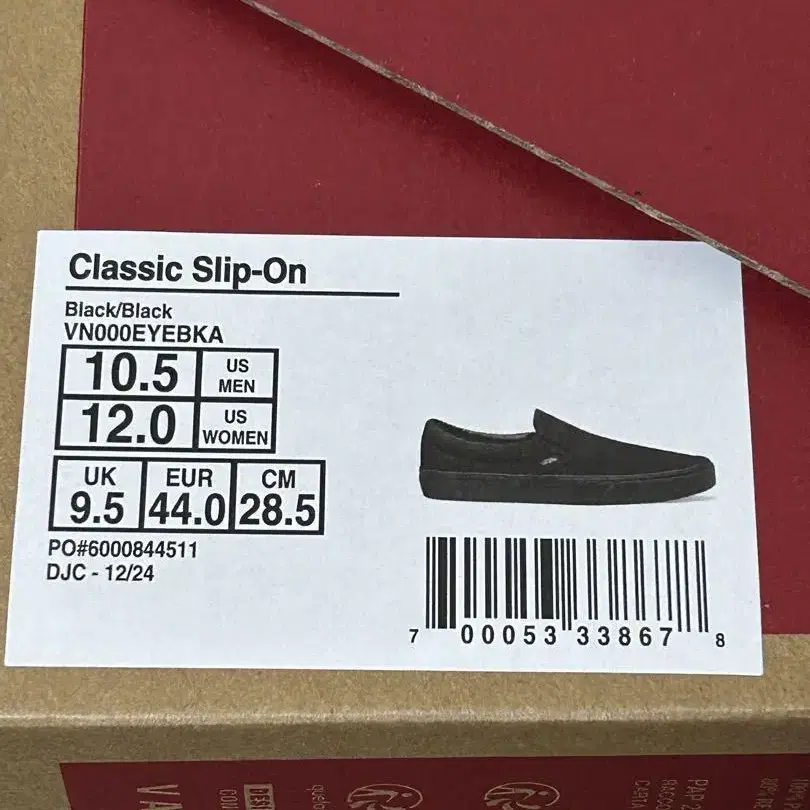 Classic Slip-On
Black/Black
VN000EYEBKA
10.5 US MEN
12.0 US WOMEN
UK EUR CM
9.5 44.0 28.5
PO#6000844511
DJC - 12/24
7 00053 33867 8